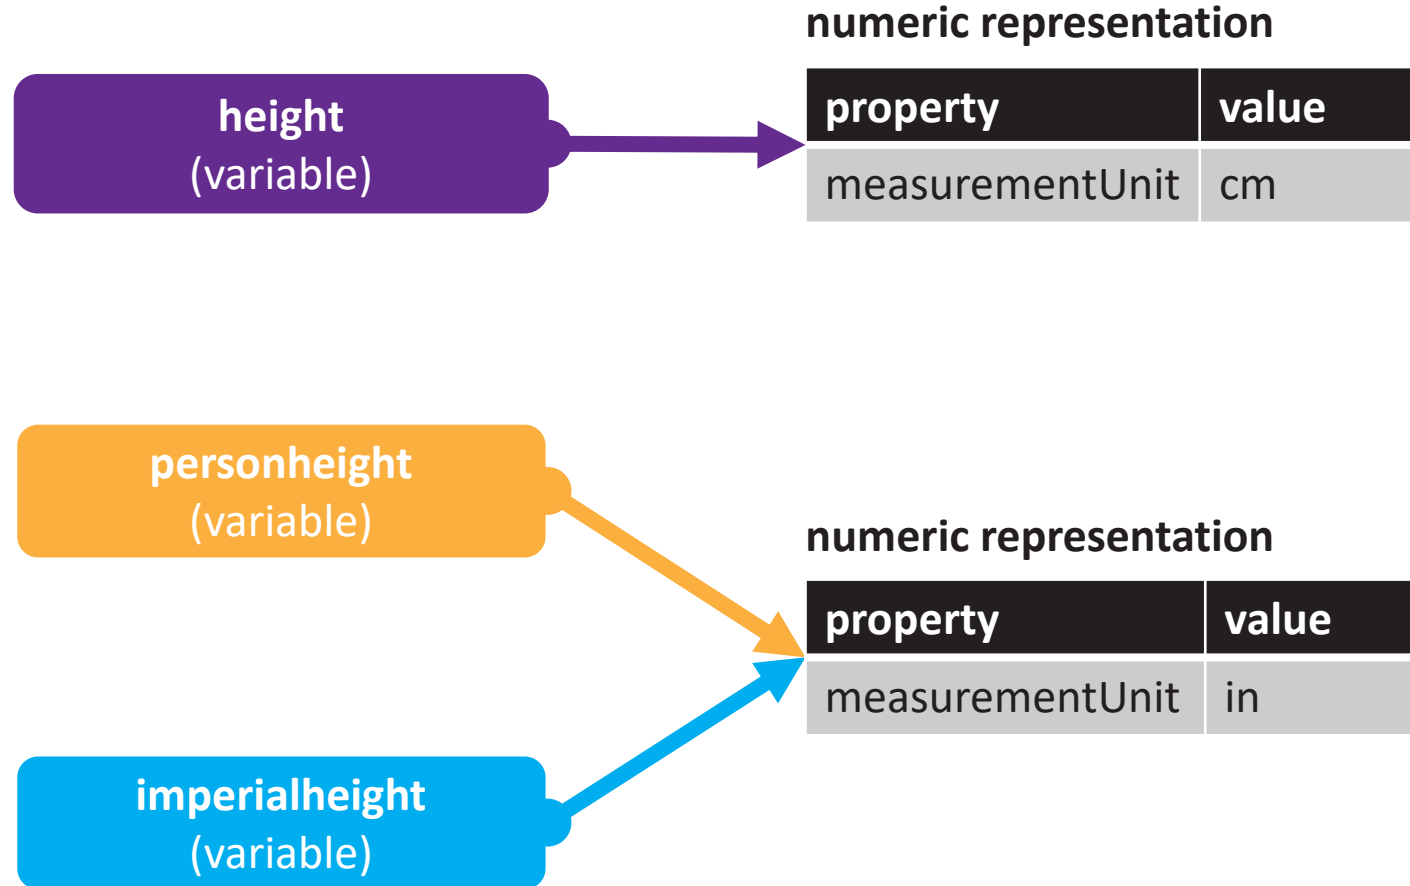 numeric representation
height
(variable)
property value
measurementUnit cm
personheight
(variable)
numeric representation
property value
measurementUnit in
imperialheight
(variable)